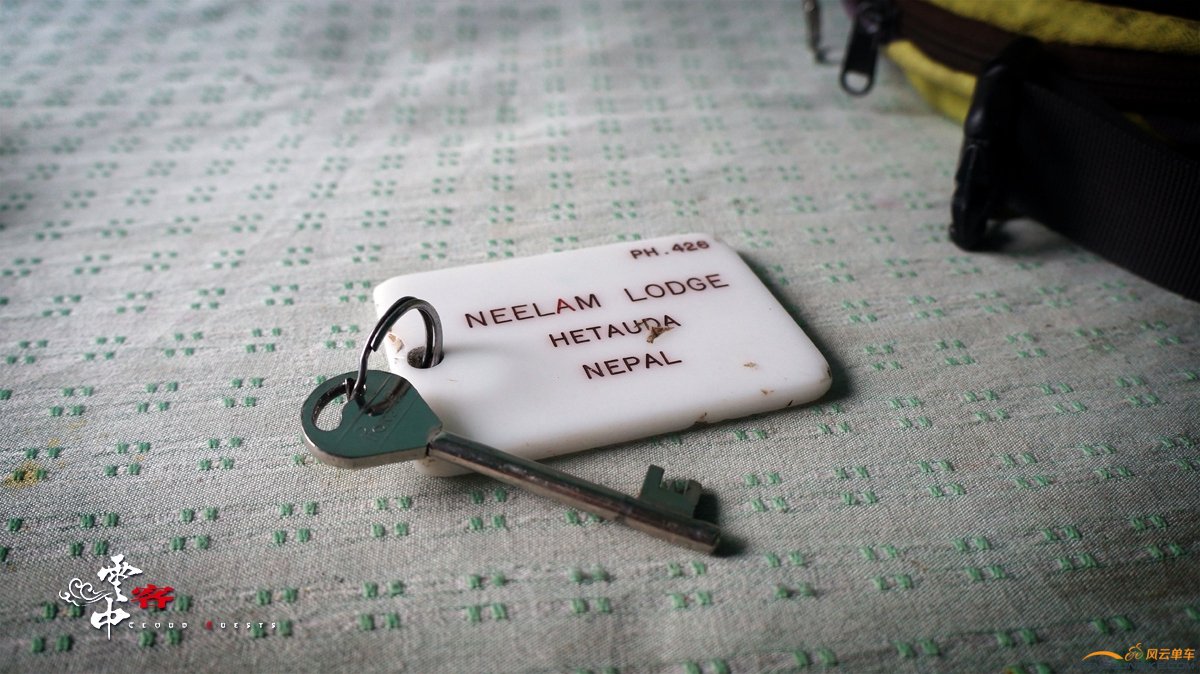 PH.426
NEELAM LODGE
HETAUDA
NEPAL
雲中客
CLOUD GUESTS
风云单车